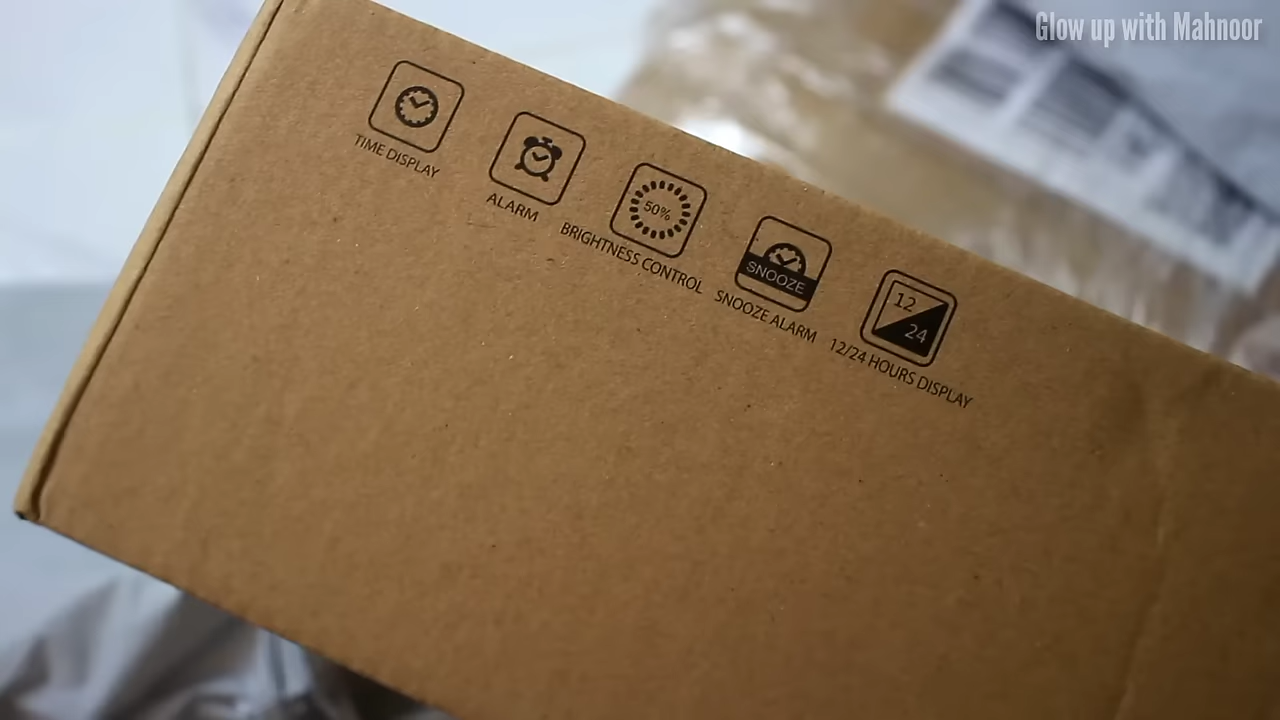 Glow up with Mahnoor
TIME DISPLAY
ALARM
50%
BRIGHTNESS CONTROL
SNOOZE
SNOOZE ALARM
12
24
12/24 HOURS DISPLAY